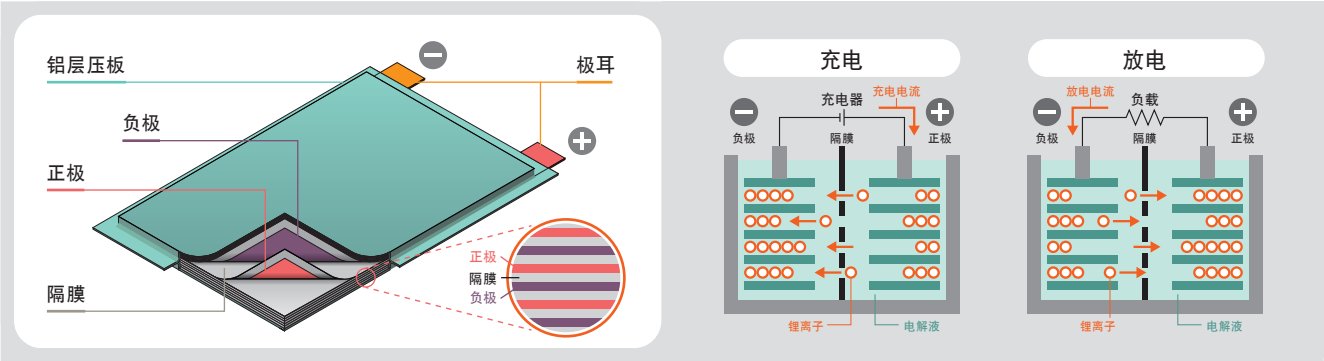 铝层压板
负极
正极
隔膜
极耳
正极
隔膜
负极
充电
充电器
充电电流
负极
隔膜
正极
锂离子
电解液
放电
放电电流
负载
负极
隔膜
正极
锂离子
电解液